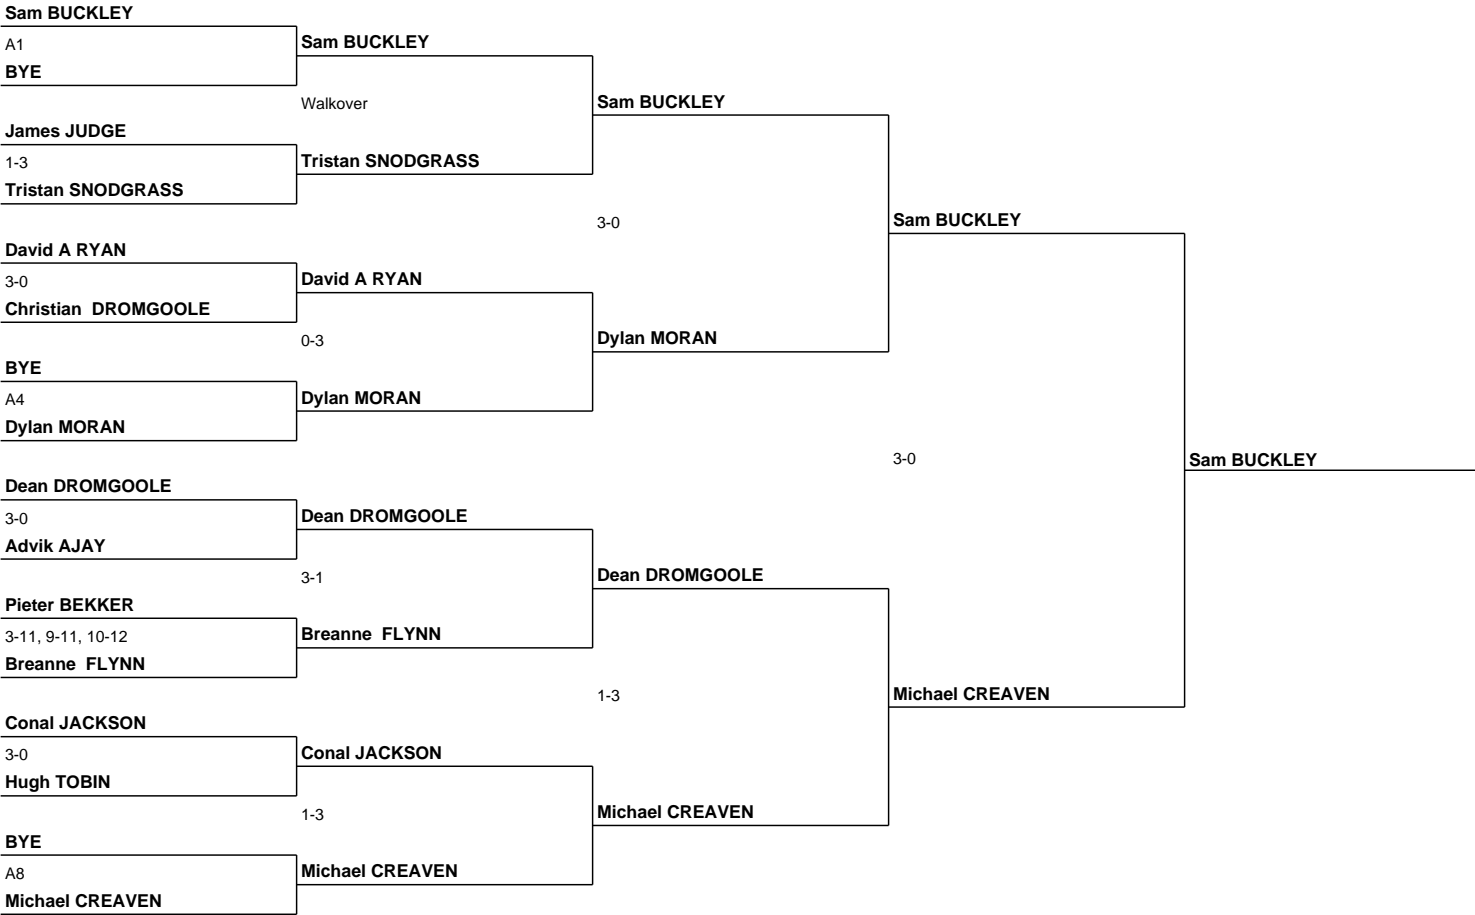 Sam BUCKLEY
A1
BYE
James JUDGE
1-3
Tristan SNODGRASS
David A RYAN
3-0
Christian  DROMGOOLE
BYE
A4
Dylan MORAN
Dean DROMGOOLE
3-0
Advik AJAY
Pieter BEKKER
3-11, 9-11, 10-12
Breanne  FLYNN
Conal JACKSON
3-0
Hugh TOBIN
BYE
A8
Michael CREAVEN
Sam BUCKLEY
Walkover
Tristan SNODGRASS
David A RYAN
0-3
Dylan MORAN
Dean DROMGOOLE
3-1
Breanne  FLYNN
Conal JACKSON
1-3
Michael CREAVEN
Sam BUCKLEY
3-0
Dylan MORAN
Dean DROMGOOLE
1-3
Michael CREAVEN
Sam BUCKLEY
3-0
Michael CREAVEN
Sam BUCKLEY